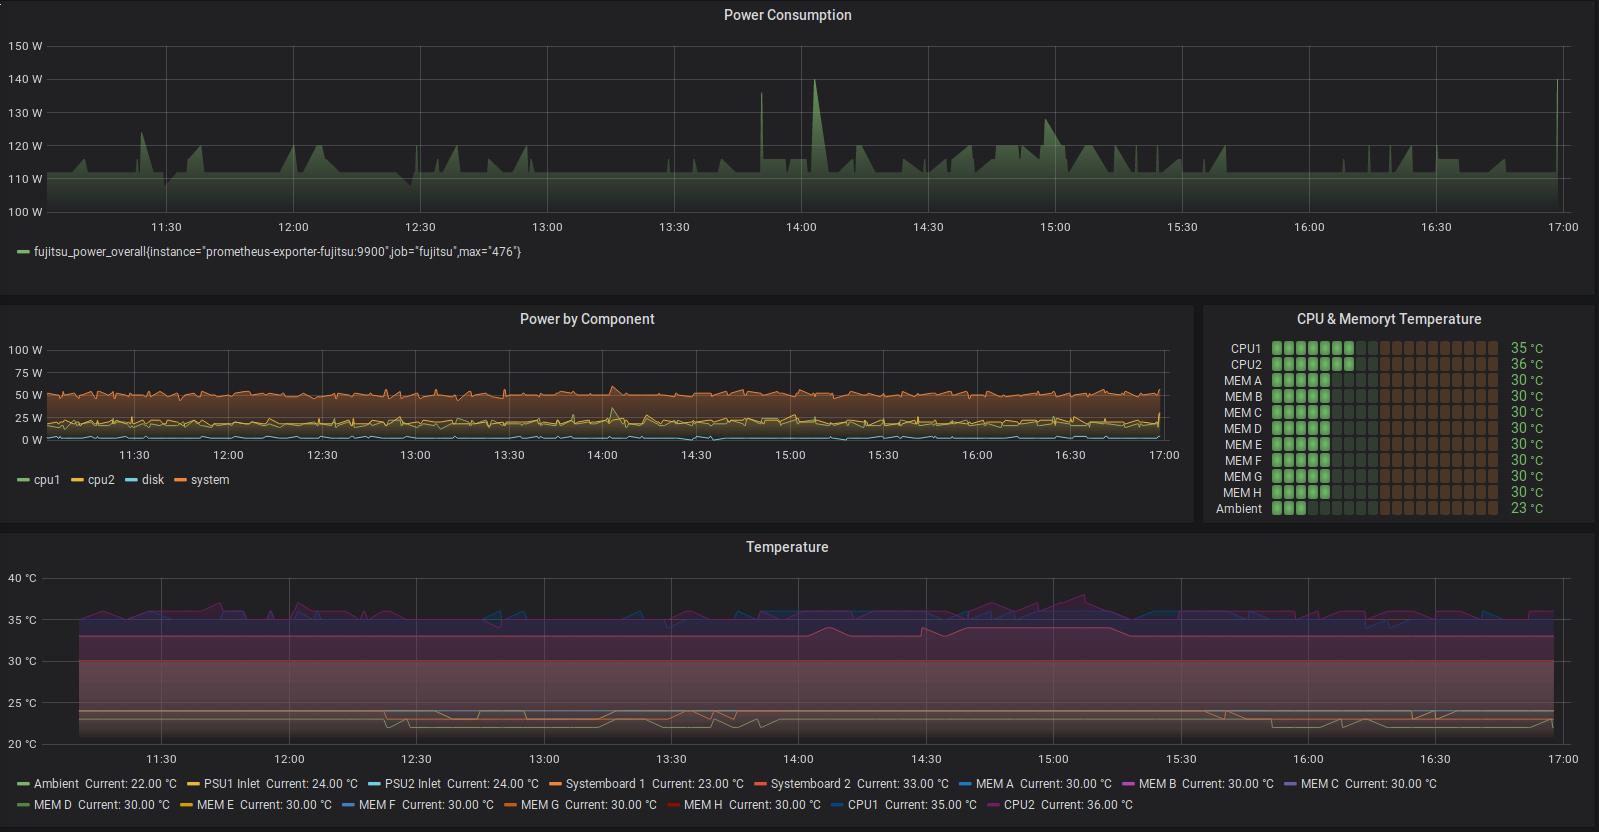 Power Consumption
150 W
140 W
130 W
120 W
110 W
100 W
11:30 12:00 12:30 13:00 13:30 14:00 14:30 15:00 15:30 16:00 16:30 17:00
fujitsu_power_overall{instance="prometheus-exporter-fujitsu:9900",job="fujitsu",max="476"}
Power by Component
100 W
75 W
50 W
25 W
0 W
11:30 12:00 12:30 13:00 13:30 14:00 14:30 15:00 15:30 16:00 16:30 17:00
cpu1 cpu2 disk system
CPU & Memoryt Temperature
CPU1 35 °C
CPU2 36 °C
MEM A 30 °C
MEM B 30 °C
MEM C 30 °C
MEM D 30 °C
MEM E 30 °C
MEM F 30 °C
MEM G 30 °C
MEM H 30 °C
Ambient 23 °C
Temperature
40 °C
35 °C
30 °C
25 °C
20 °C
11:30 12:00 12:30 13:00 13:30 14:00 14:30 15:00 15:30 16:00 16:30 17:00
Ambient Current: 22.00 °C PSU1 Inlet Current: 24.00 °C PSU2 Inlet Current: 24.00 °C Systemboard 1 Current: 23.00 °C Systemboard 2 Current: 33.00 °C MEM A Current: 30.00 °C MEM B Current: 30.00 °C MEM C Current: 30.00 °C
MEM D Current: 30.00 °C MEM E Current: 30.00 °C MEM F Current: 30.00 °C MEM G Current: 30.00 °C MEM H Current: 30.00 °C CPU1 Current: 35.00 °C CPU2 Current: 36.00 °C